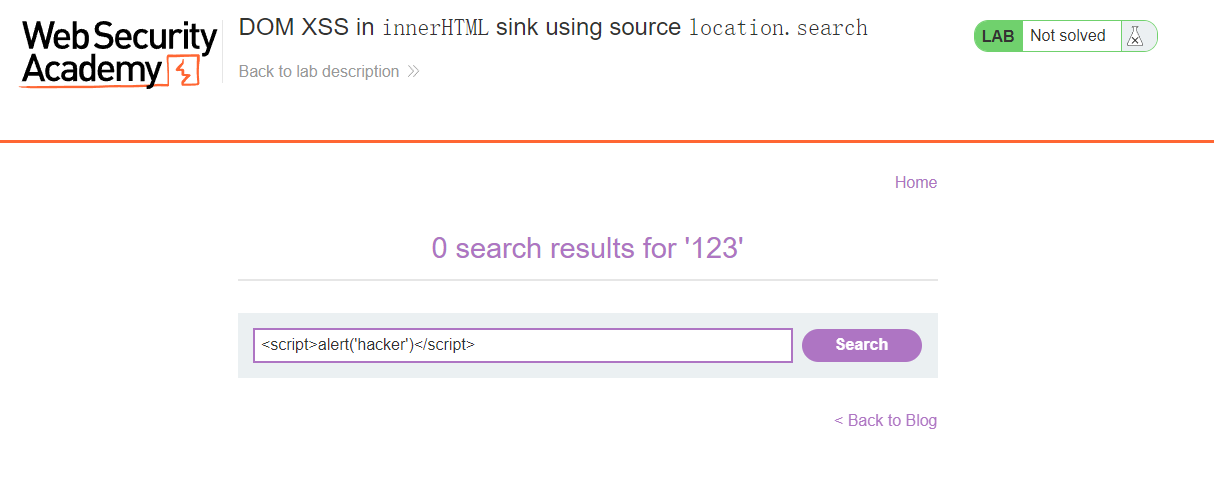 Web Security
Academy
DOM XSS in innerHTML sink using source location. search
Back to lab description
LAB Not solved
Home
0 search results for '123'
<script>alert('hacker')</script>
Search
< Back to Blog